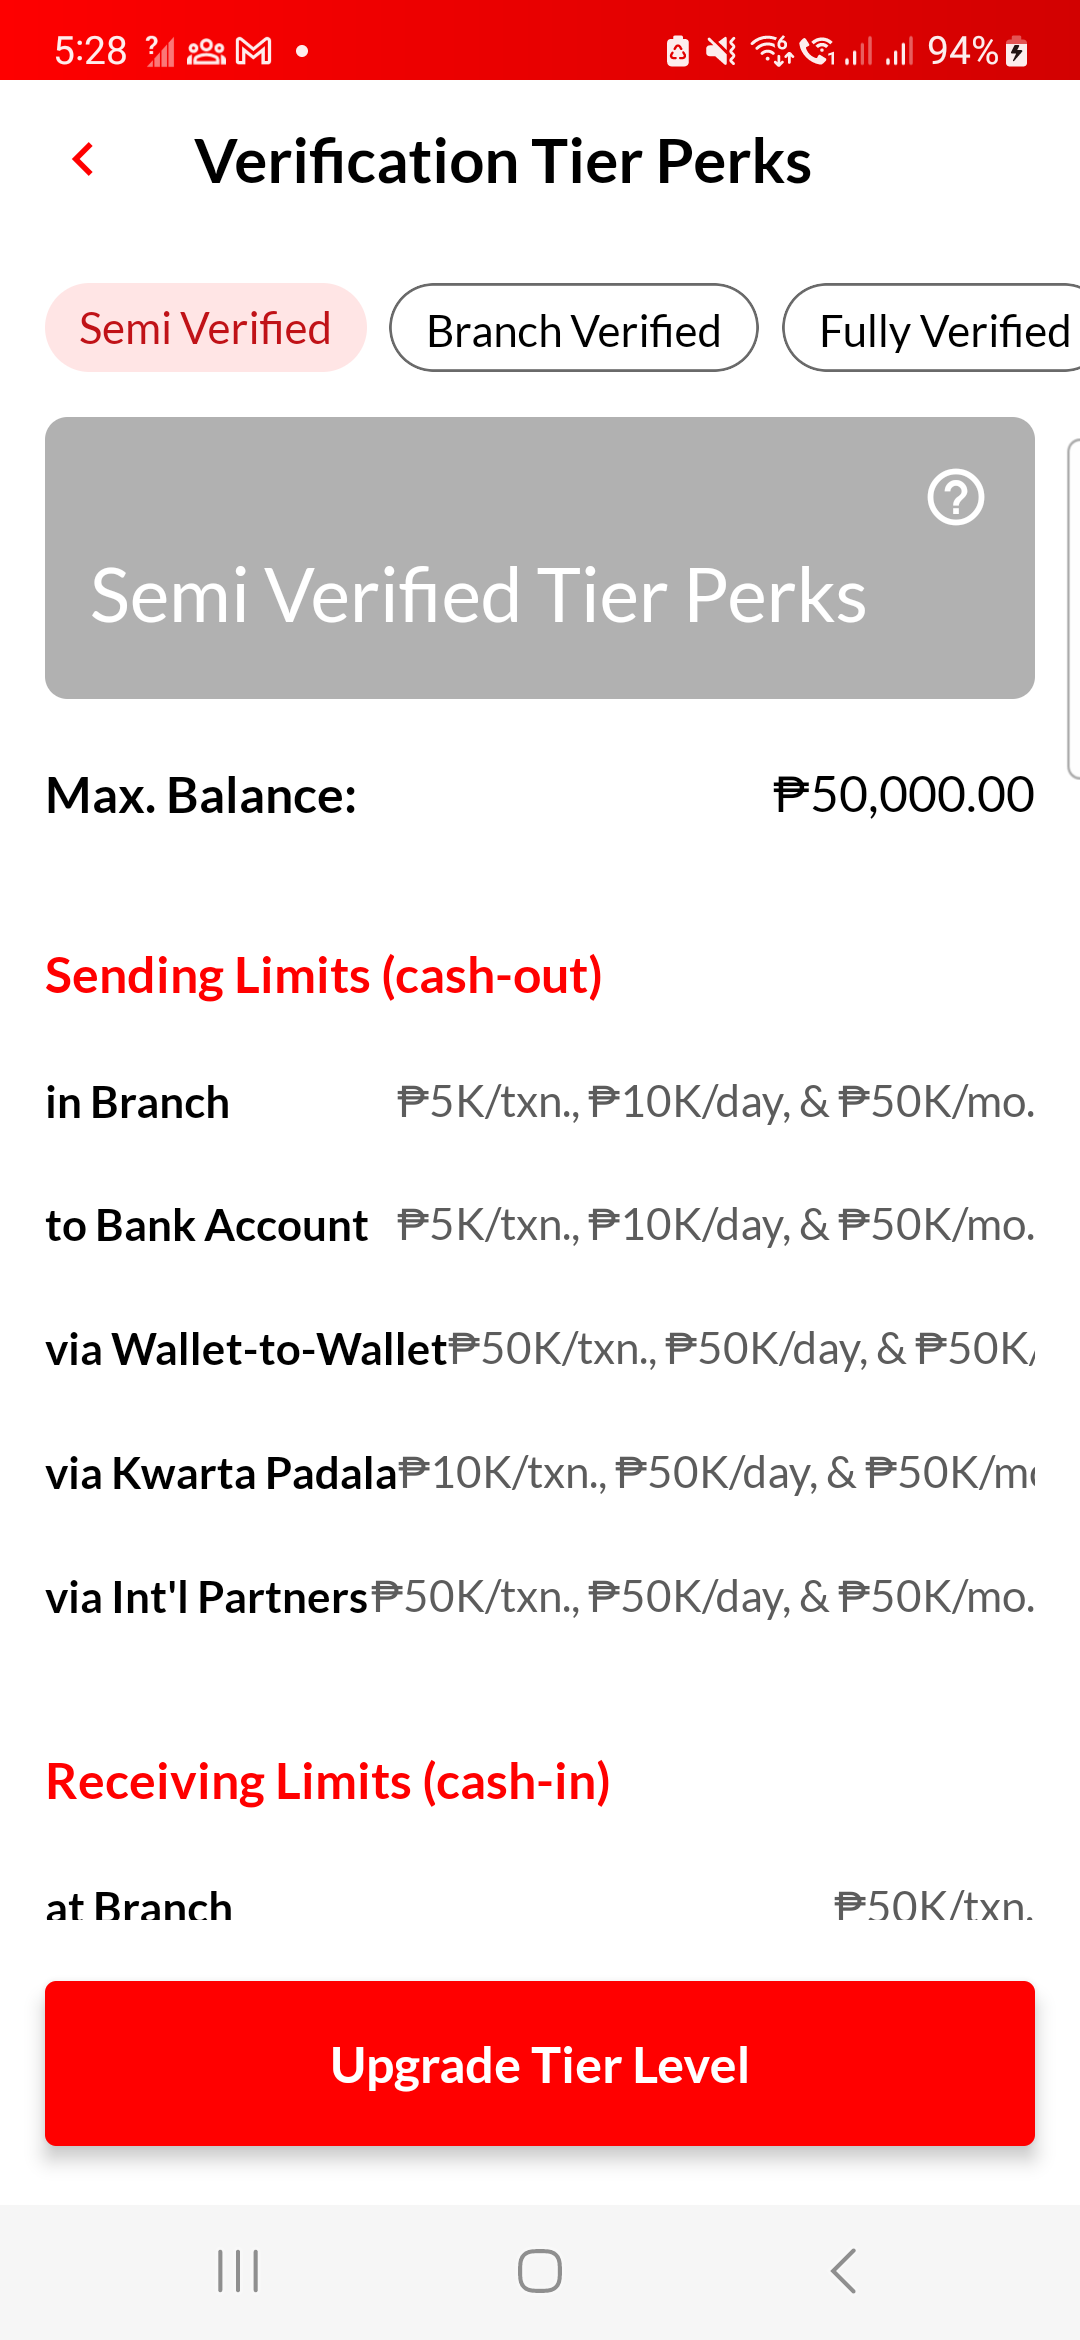 5:28 94%
Verification Tier Perks
Semi Verified Branch Verified Fully Verified
Semi Verified Tier Perks
Max. Balance: ₱50,000.00
Sending Limits (cash-out)
in Branch ₱5K/txn., ₱10K/day, & ₱50K/mo.
to Bank Account ₱5K/txn., ₱10K/day, & ₱50K/mo.
via Wallet-to-Wallet ₱50K/txn., ₱50K/day, & ₱50K/
via Kwarta Padala ₱10K/txn., ₱50K/day, & ₱50K/mo
via Int'l Partners ₱50K/txn., ₱50K/day, & ₱50K/mo.
Receiving Limits (cash-in)
at Branch ₱50K/txn.
Upgrade Tier Level